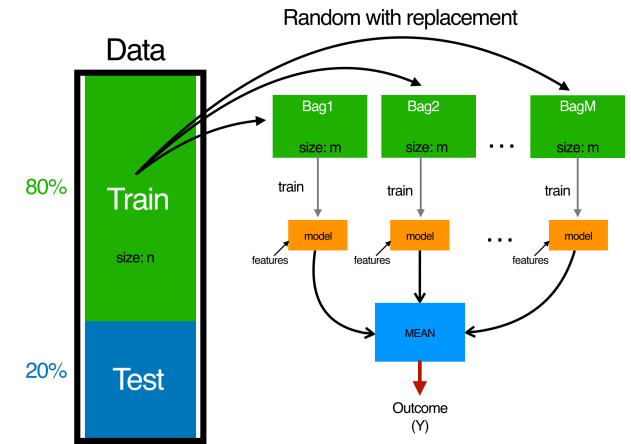 Random with replacement
Data
Bag1
Bag2
BagM
size: m
size: m
...
size: m
80%
Train
train
train
train
size: n
model
model
...
model
features
features
features
MEAN
20%
Test
Outcome
(Y)